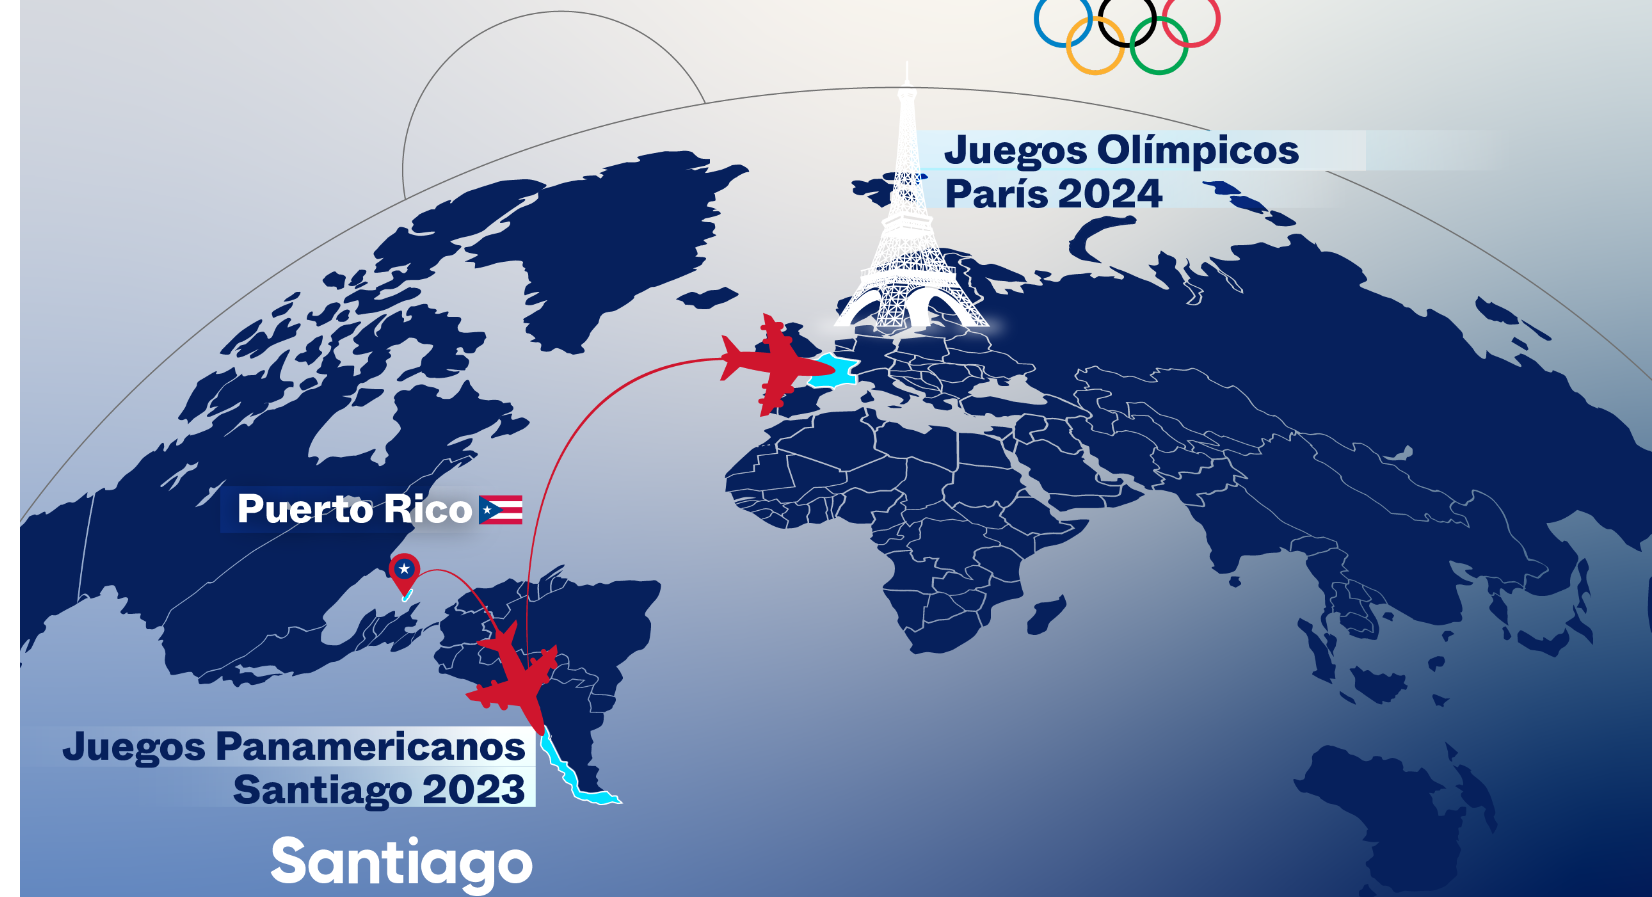 Juegos Olímpicos
París 2024
Puerto Rico
Juegos Panamericanos
Santiago 2023
Santiago